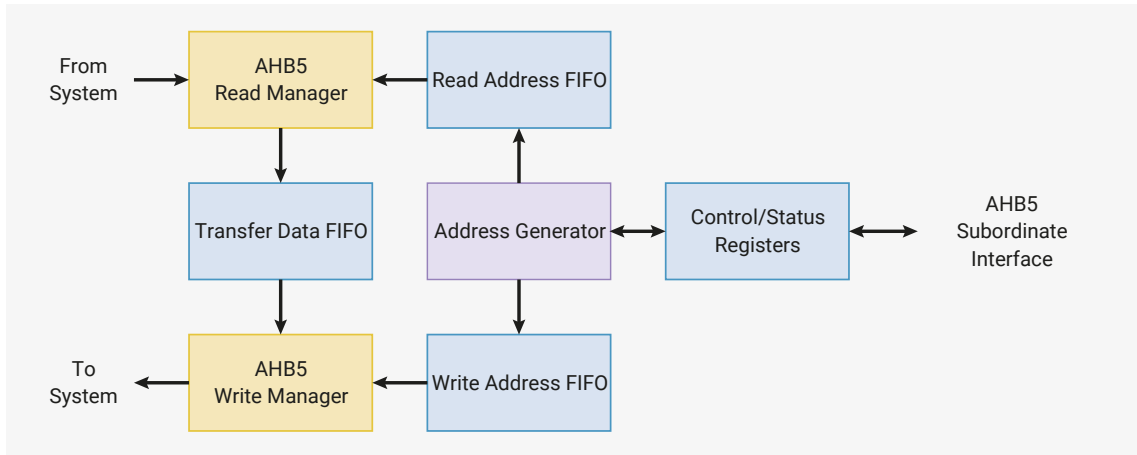 From
System
AHB5
Read Manager
Read Address FIFO
Transfer Data FIFO
Address Generator
Control/Status
Registers
AHB5
Subordinate
Interface
To
System
AHB5
Write Manager
Write Address FIFO